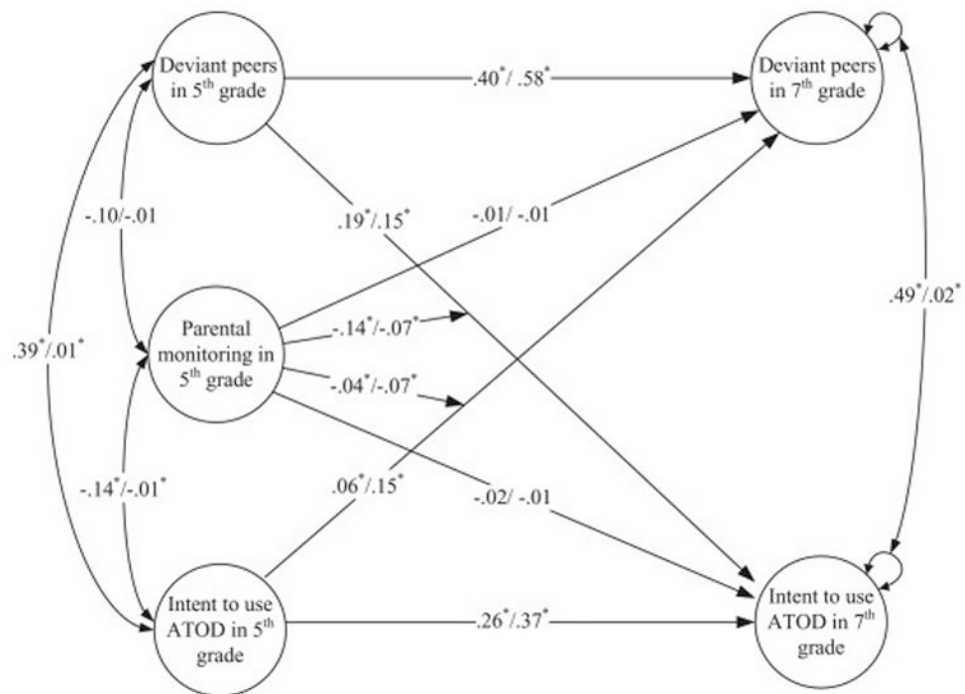 Deviant peers
in 5th grade
.40*/ .58*
Deviant peers
in 7th grade
-.10/-.01
.19*/.15*
-.01/ -.01
.39*/.01*
Parental
monitoring in
5th grade
-.14*/-.07*
-.04*/-.07*
.49*/.02*
-.14*/-.01*
.06*/.15*
-.02/ -.01
Intent to use
ATOD in 5th
grade
.26*/.37*
Intent to use
ATOD in 7th
grade